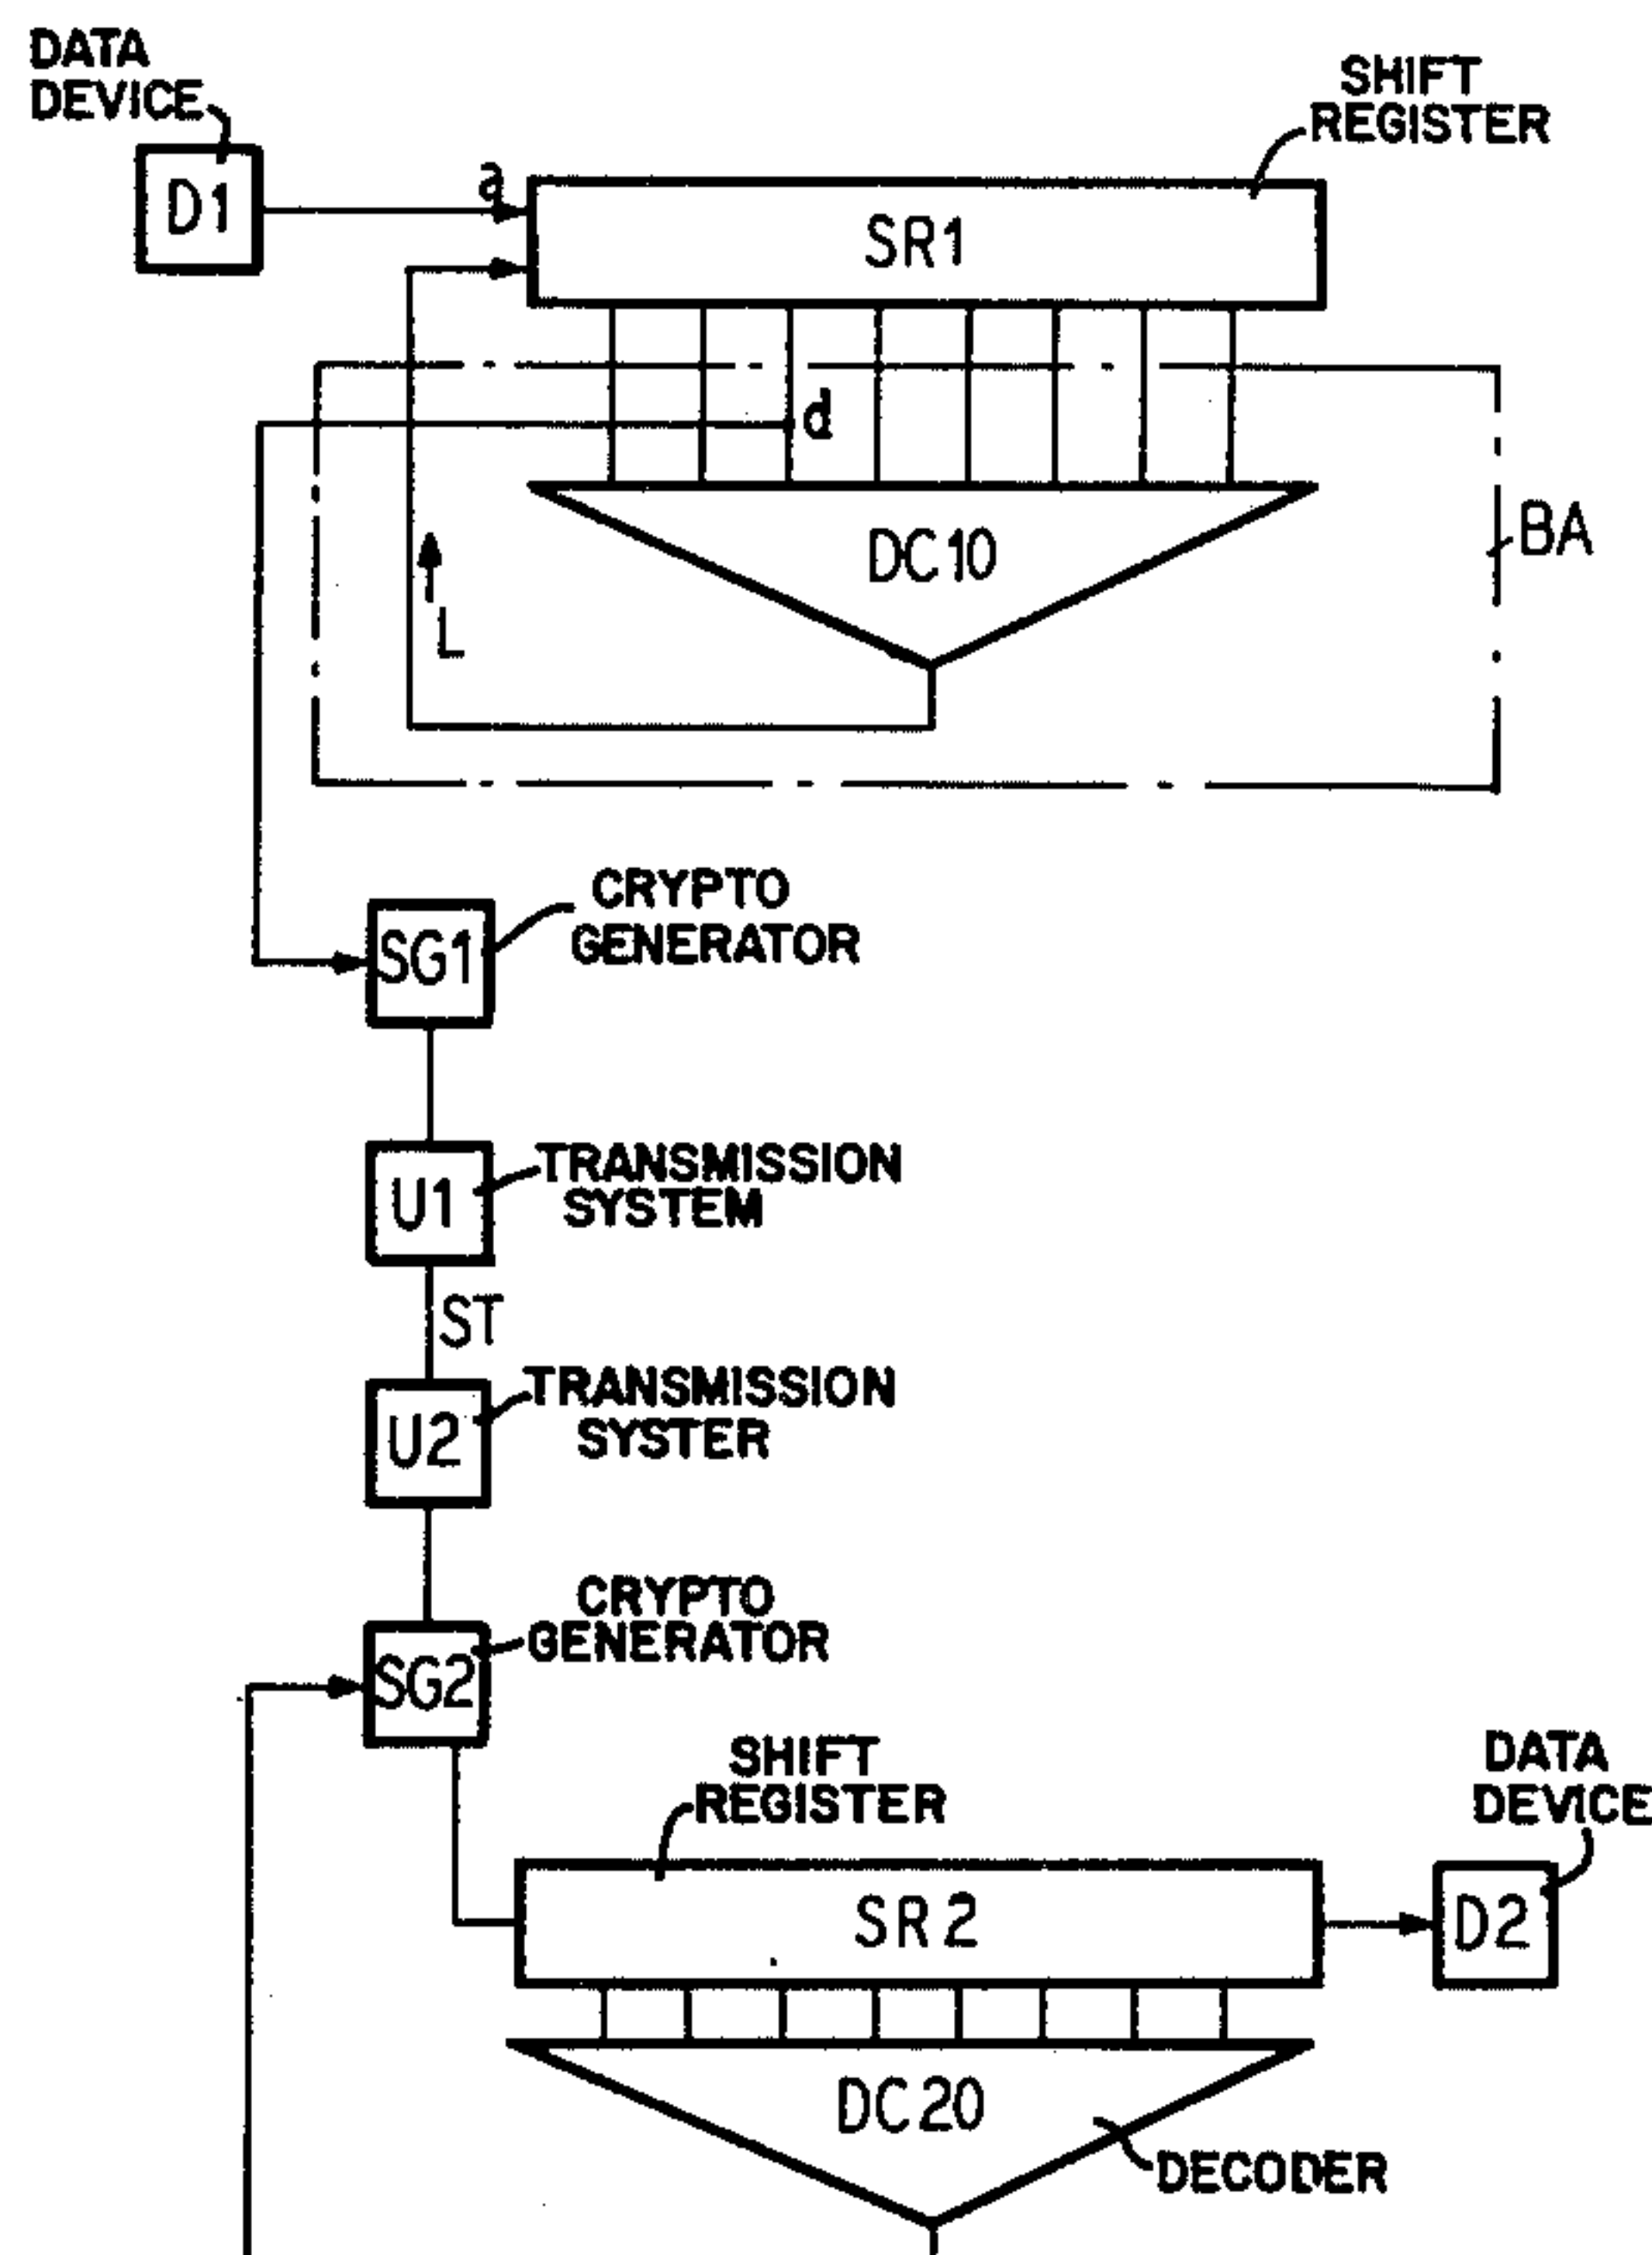 DATA
DEVICE
D1
a
SHIFT
REGISTER
SR1
d
DC10
BA
L
CRYPTO
GENERATOR
SG1
TRANSMISSION
SYSTEM
U1
ST
TRANSMISSION
SYSTER
U2
CRYPTO
GENERATOR
SG2
SHIFT
REGISTER
SR2
DATA
DEVICE
D2
DC20
DECODER